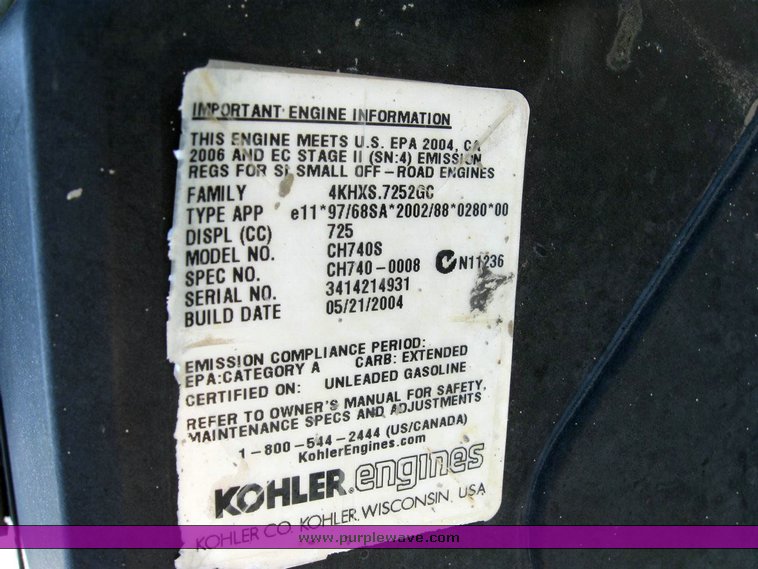 IMPORTANT ENGINE INFORMATION
THIS ENGINE MEETS U.S. EPA 2004, CA
2006 AND EC STAGE II (SN:4) EMISSION
REGS FOR SI SMALL OFF-ROAD ENGINES
FAMILY 4KHXS.7252GC
TYPE APP e11*97/68SA*2002/88*0280*00
DISPL (CC) 725
MODEL NO. CH740S
SPEC NO. CH740-0008 N11236
SERIAL NO. 3414214931
BUILD DATE 05/21/2004
EMISSION COMPLIANCE PERIOD:
EPA:CATEGORY A CARB: EXTENDED
CERTIFIED ON: UNLEADED GASOLINE
REFER TO OWNER'S MANUAL FOR SAFETY,
MAINTENANCE SPECS AND ADJUSTMENTS
1-800-544-2444 (US/CANADA)
KohlerEngines.com
KOHLER engines
KOHLER CO. KOHLER, WISCONSIN, USA
www.purplewave.com